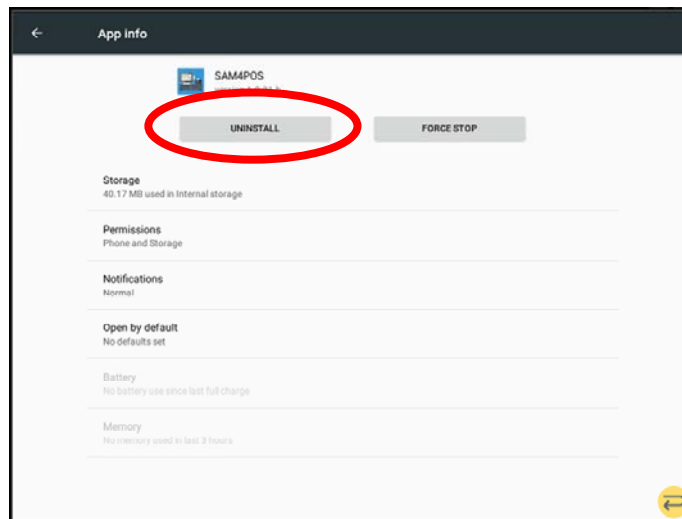 App info
SAM4POS
UNINSTALL
FORCE STOP
Storage
40.17 MB used in Internal storage
Permissions
Phone and Storage
Notifications
Normal
Open by default
No defaults set
Battery
No battery use since last full charge
Memory
No memory used in last 3 hours